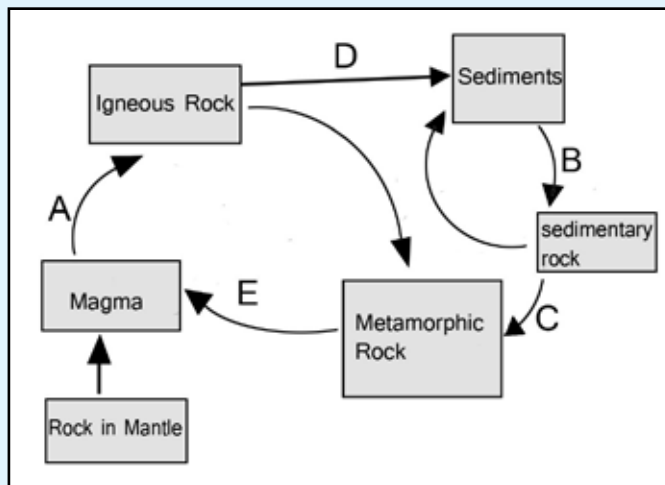 D
Sediments
Igneous Rock
B
A
sedimentary
rock
E
C
Magma
Metamorphic
Rock
Rock in Mantle